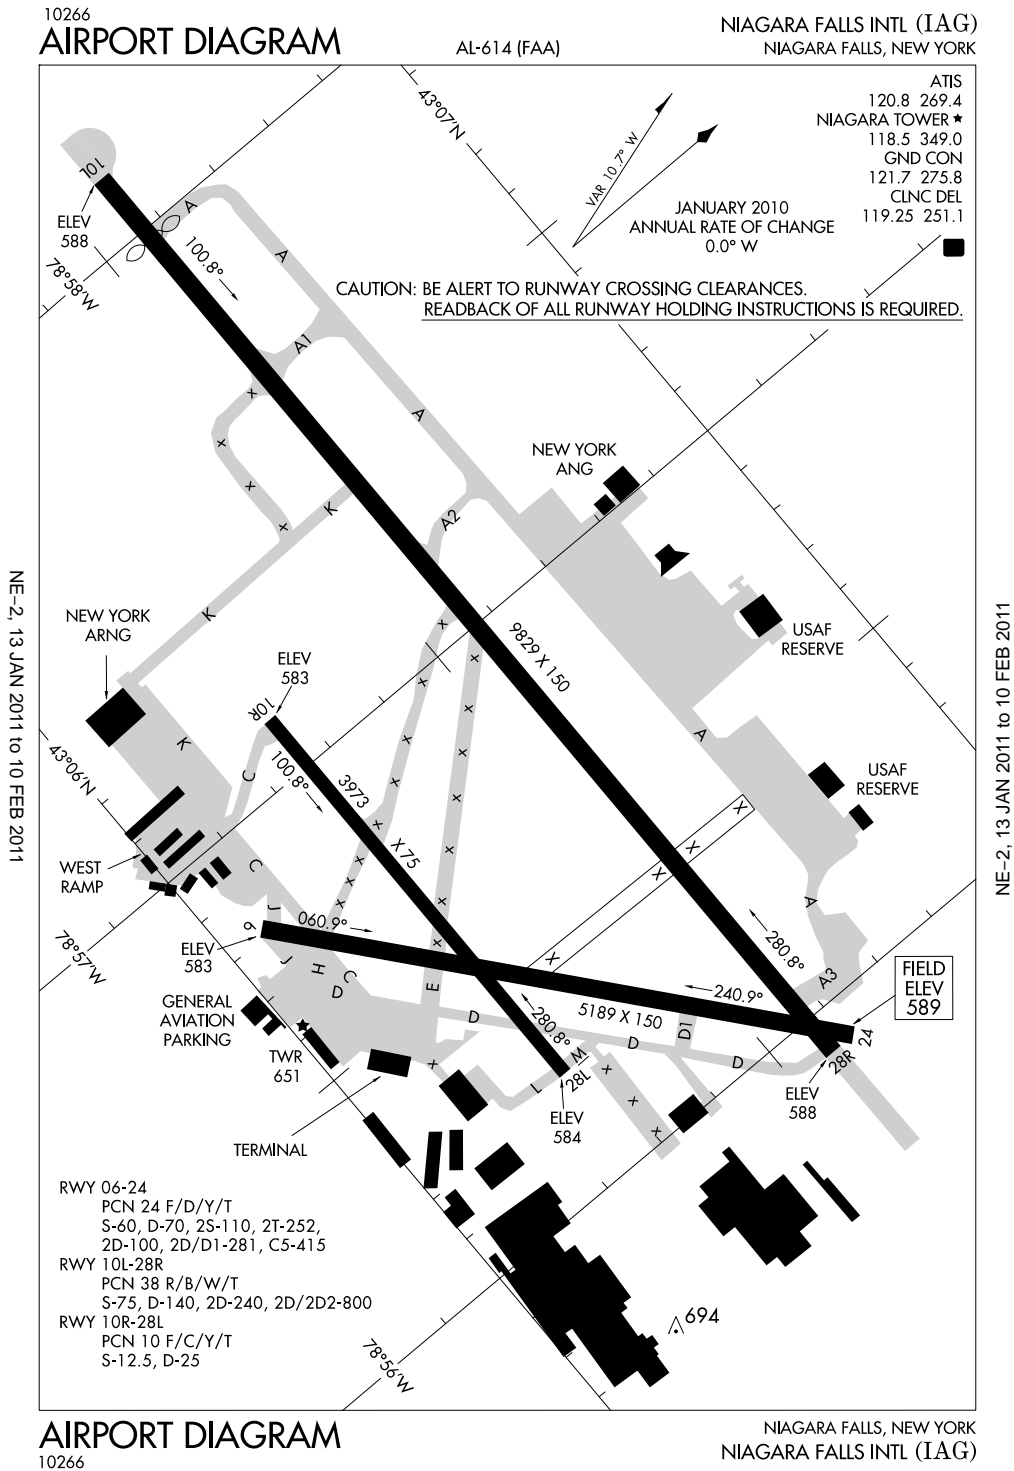 10266
AIRPORT DIAGRAM
AL-614 (FAA)
NIAGARA FALLS INTL (IAG)
NIAGARA FALLS, NEW YORK
ATIS
120.8 269.4
NIAGARA TOWER ★
118.5 349.0
GND CON
121.7 275.8
CLNC DEL
119.25 251.1
43°07'N
VAR 10.7° W
JANUARY 2010
ANNUAL RATE OF CHANGE
0.0° W
CAUTION: BE ALERT TO RUNWAY CROSSING CLEARANCES.
READBACK OF ALL RUNWAY HOLDING INSTRUCTIONS IS REQUIRED.
10L
ELEV
588
78°58'W
A
100.8°
A
A1
A
K
A2
NEW YORK
ANG
K
NEW YORK
ARNG
USAF
RESERVE
9829 X 150
ELEV
583
10R
K
C
100.8°
3973 X 75
43°06'N
A
USAF
RESERVE
X
X
X
X
WEST
RAMP
C
J
6
060.9°
ELEV
583
78°57'W
J
H
C
D
E
A
280.8°
A3
FIELD
ELEV
589
240.9°
5189 X 150
GENERAL
AVIATION
PARKING
TWR
651
D
280.8°
D
D1
D
24
28R
ELEV
588
L
M
28L
ELEV
584
TERMINAL
RWY 06-24
PCN 24 F/D/Y/T
S-60, D-70, 2S-110, 2T-252,
2D-100, 2D/D1-281, C5-415
RWY 10L-28R
PCN 38 R/B/W/T
S-75, D-140, 2D-240, 2D/2D2-800
RWY 10R-28L
PCN 10 F/C/Y/T
S-12.5, D-25
694
78°56'W
NE-2, 13 JAN 2011 to 10 FEB 2011
NE-2, 13 JAN 2011 to 10 FEB 2011
AIRPORT DIAGRAM
10266
NIAGARA FALLS, NEW YORK
NIAGARA FALLS INTL (IAG)